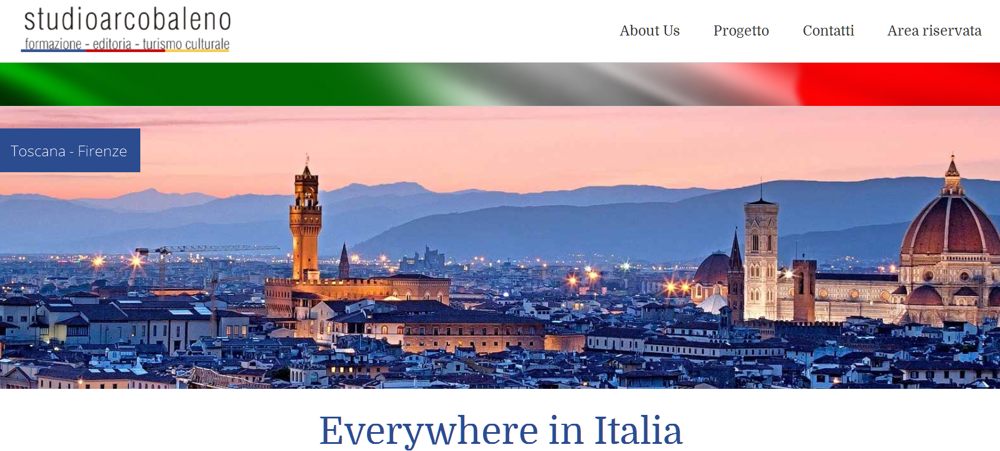 studioarcobaleno
formazione - editoria - turismo culturale
About Us
Progetto
Contatti
Area riservata
Toscana - Firenze
Everywhere in Italia